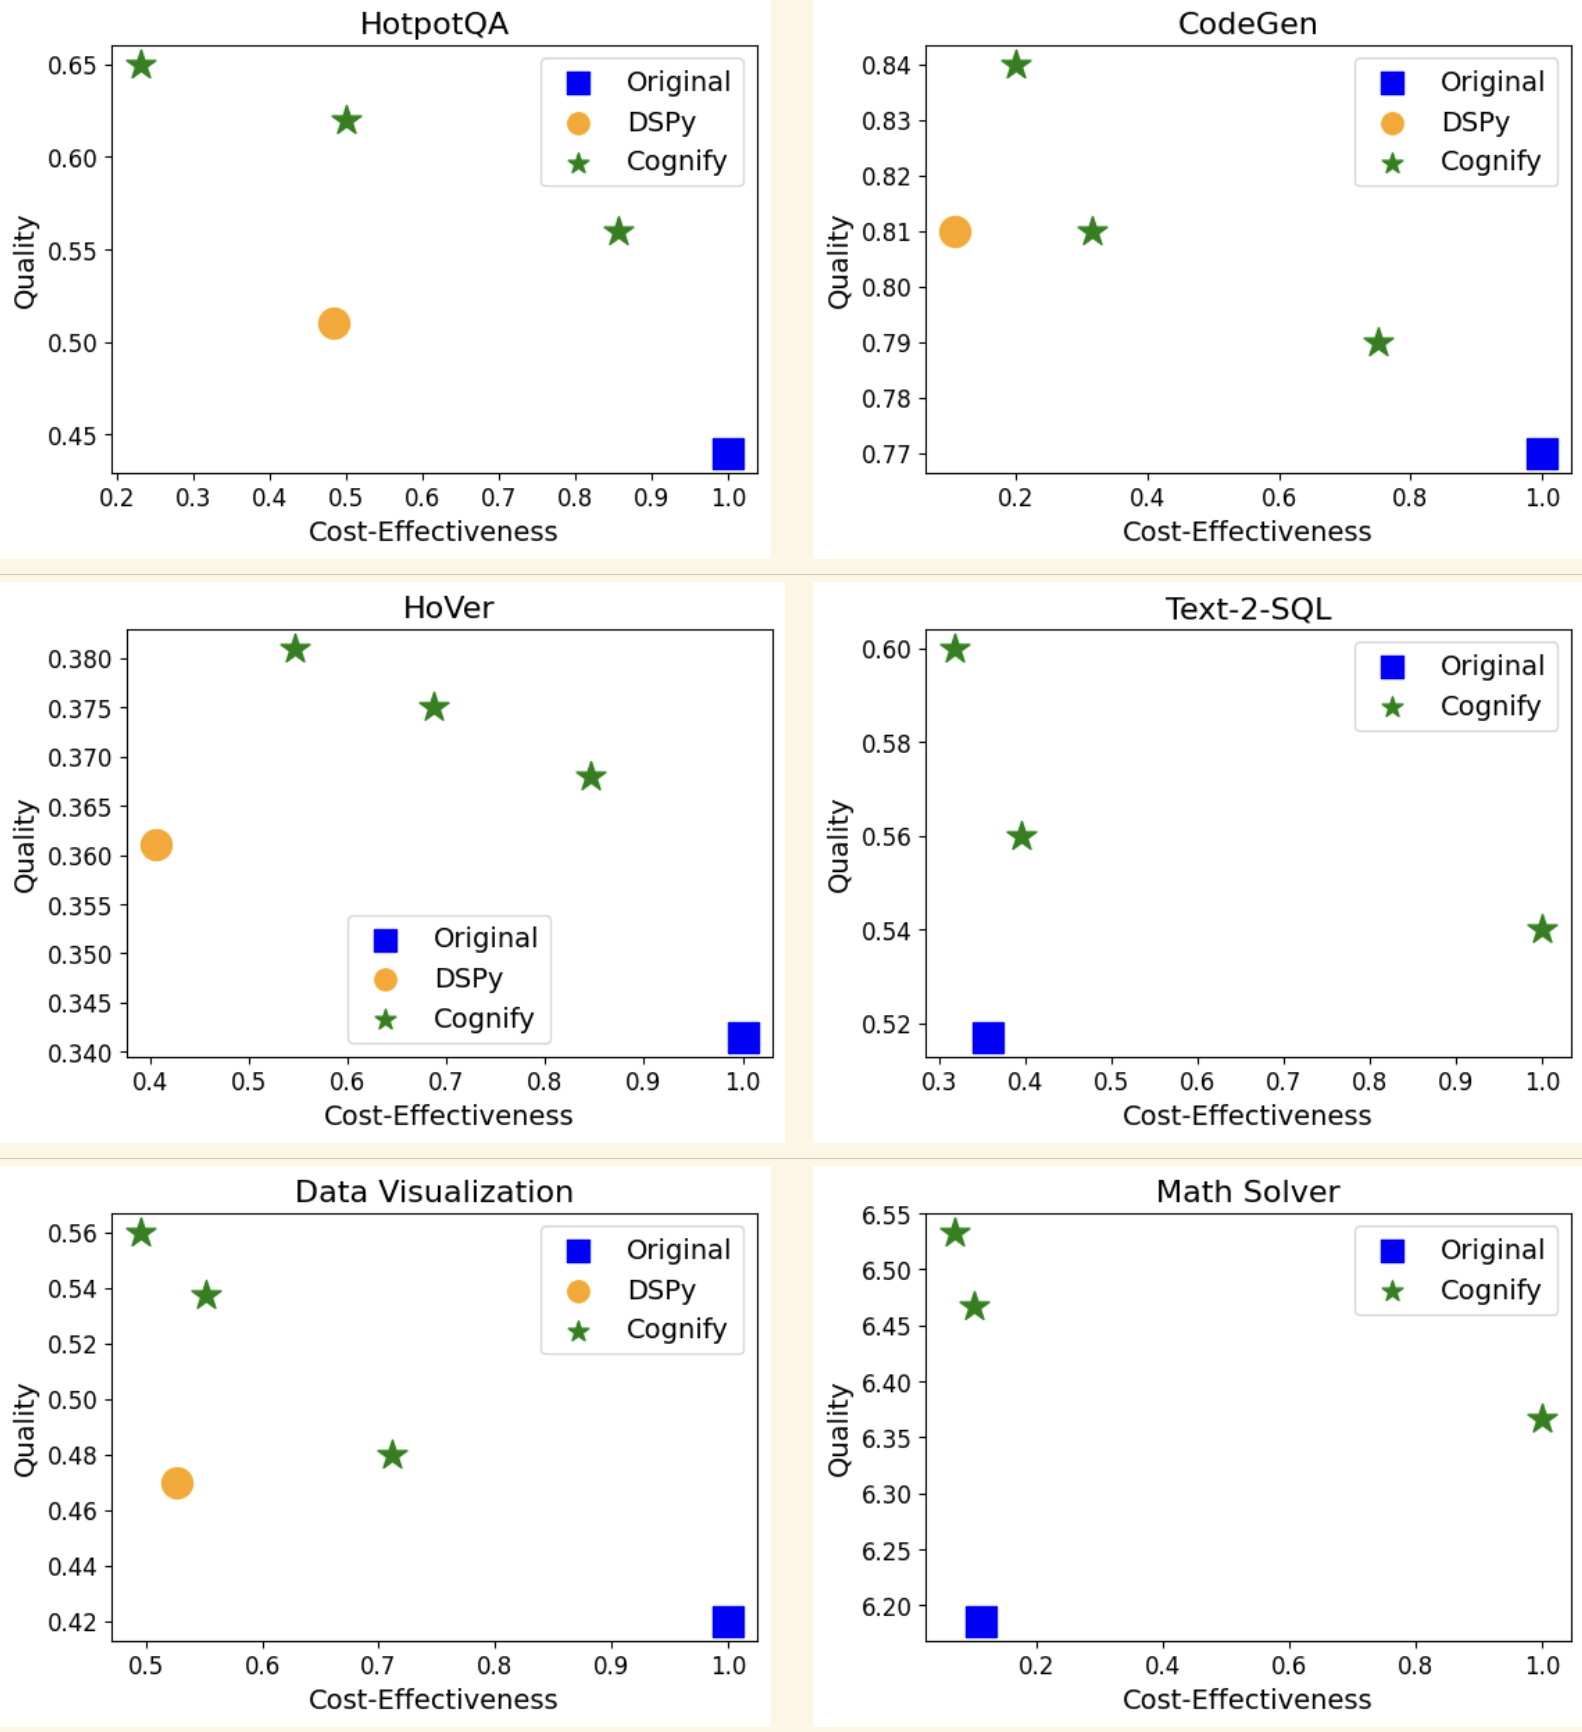 HotpotQA
0.65
0.60
0.55
0.50
0.45
Quality
Original
DSPy
Cognify
0.2 0.3 0.4 0.5 0.6 0.7 0.8 0.9 1.0
Cost-Effectiveness
CodeGen
0.84
0.83
0.82
0.81
0.80
0.79
0.78
0.77
Quality
Original
DSPy
Cognify
0.2 0.4 0.6 0.8 1.0
Cost-Effectiveness
HoVer
0.380
0.375
0.370
0.365
0.360
0.355
0.350
0.345
0.340
Quality
Original
DSPy
Cognify
0.4 0.5 0.6 0.7 0.8 0.9 1.0
Cost-Effectiveness
Text-2-SQL
0.60
0.58
0.56
0.54
0.52
Quality
Original
Cognify
0.3 0.4 0.5 0.6 0.7 0.8 0.9 1.0
Cost-Effectiveness
Data Visualization
0.56
0.54
0.52
0.50
0.48
0.46
0.44
0.42
Quality
Original
DSPy
Cognify
0.5 0.6 0.7 0.8 0.9 1.0
Cost-Effectiveness
Math Solver
6.55
6.50
6.45
6.40
6.35
6.30
6.25
6.20
Quality
Original
Cognify
0.2 0.4 0.6 0.8 1.0
Cost-Effectiveness